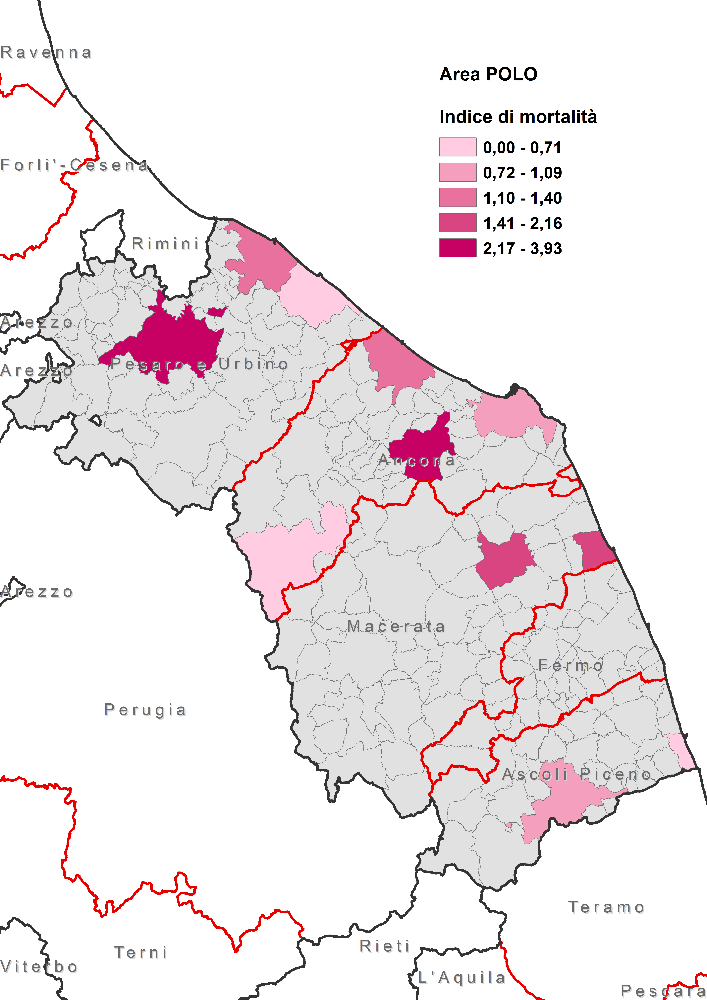 Ravenna
Area POLO
Indice di mortalità
0,00 - 0,71
Forli'-Cesena
0,72 - 1,09
1,10 - 1,40
1,41 - 2,16
Rimini
2,17 - 3,93
Arezzo
Pesaro e Urbino
Arezzo
Ancona
Arezzo
Macerata
Fermo
Perugia
Ascoli Piceno
Teramo
Rieti
Terni
Viterbo
L'Aquila
Pescara